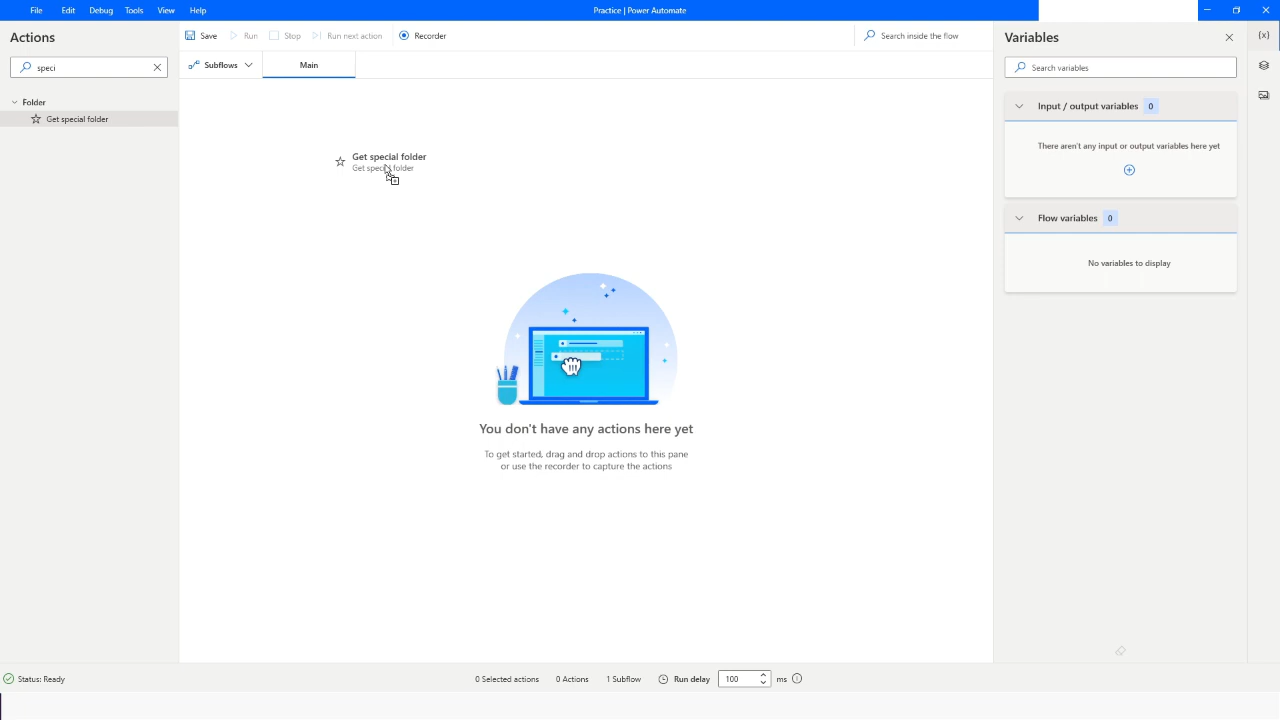 File Edit Debug Tools View Help
Practice | Power Automate
Actions
speci
Folder
Get special folder
Save Run Stop Run next action Recorder
Search inside the flow
Subflows Main
Get special folder
Get special folder
You don't have any actions here yet
To get started, drag and drop actions to this pane
or use the recorder to capture the actions
Variables
{x}
Search variables
Input / output variables 0
There aren't any input or output variables here yet
Flow variables 0
No variables to display
Status: Ready
0 Selected actions 0 Actions 1 Subflow Run delay 100 ms